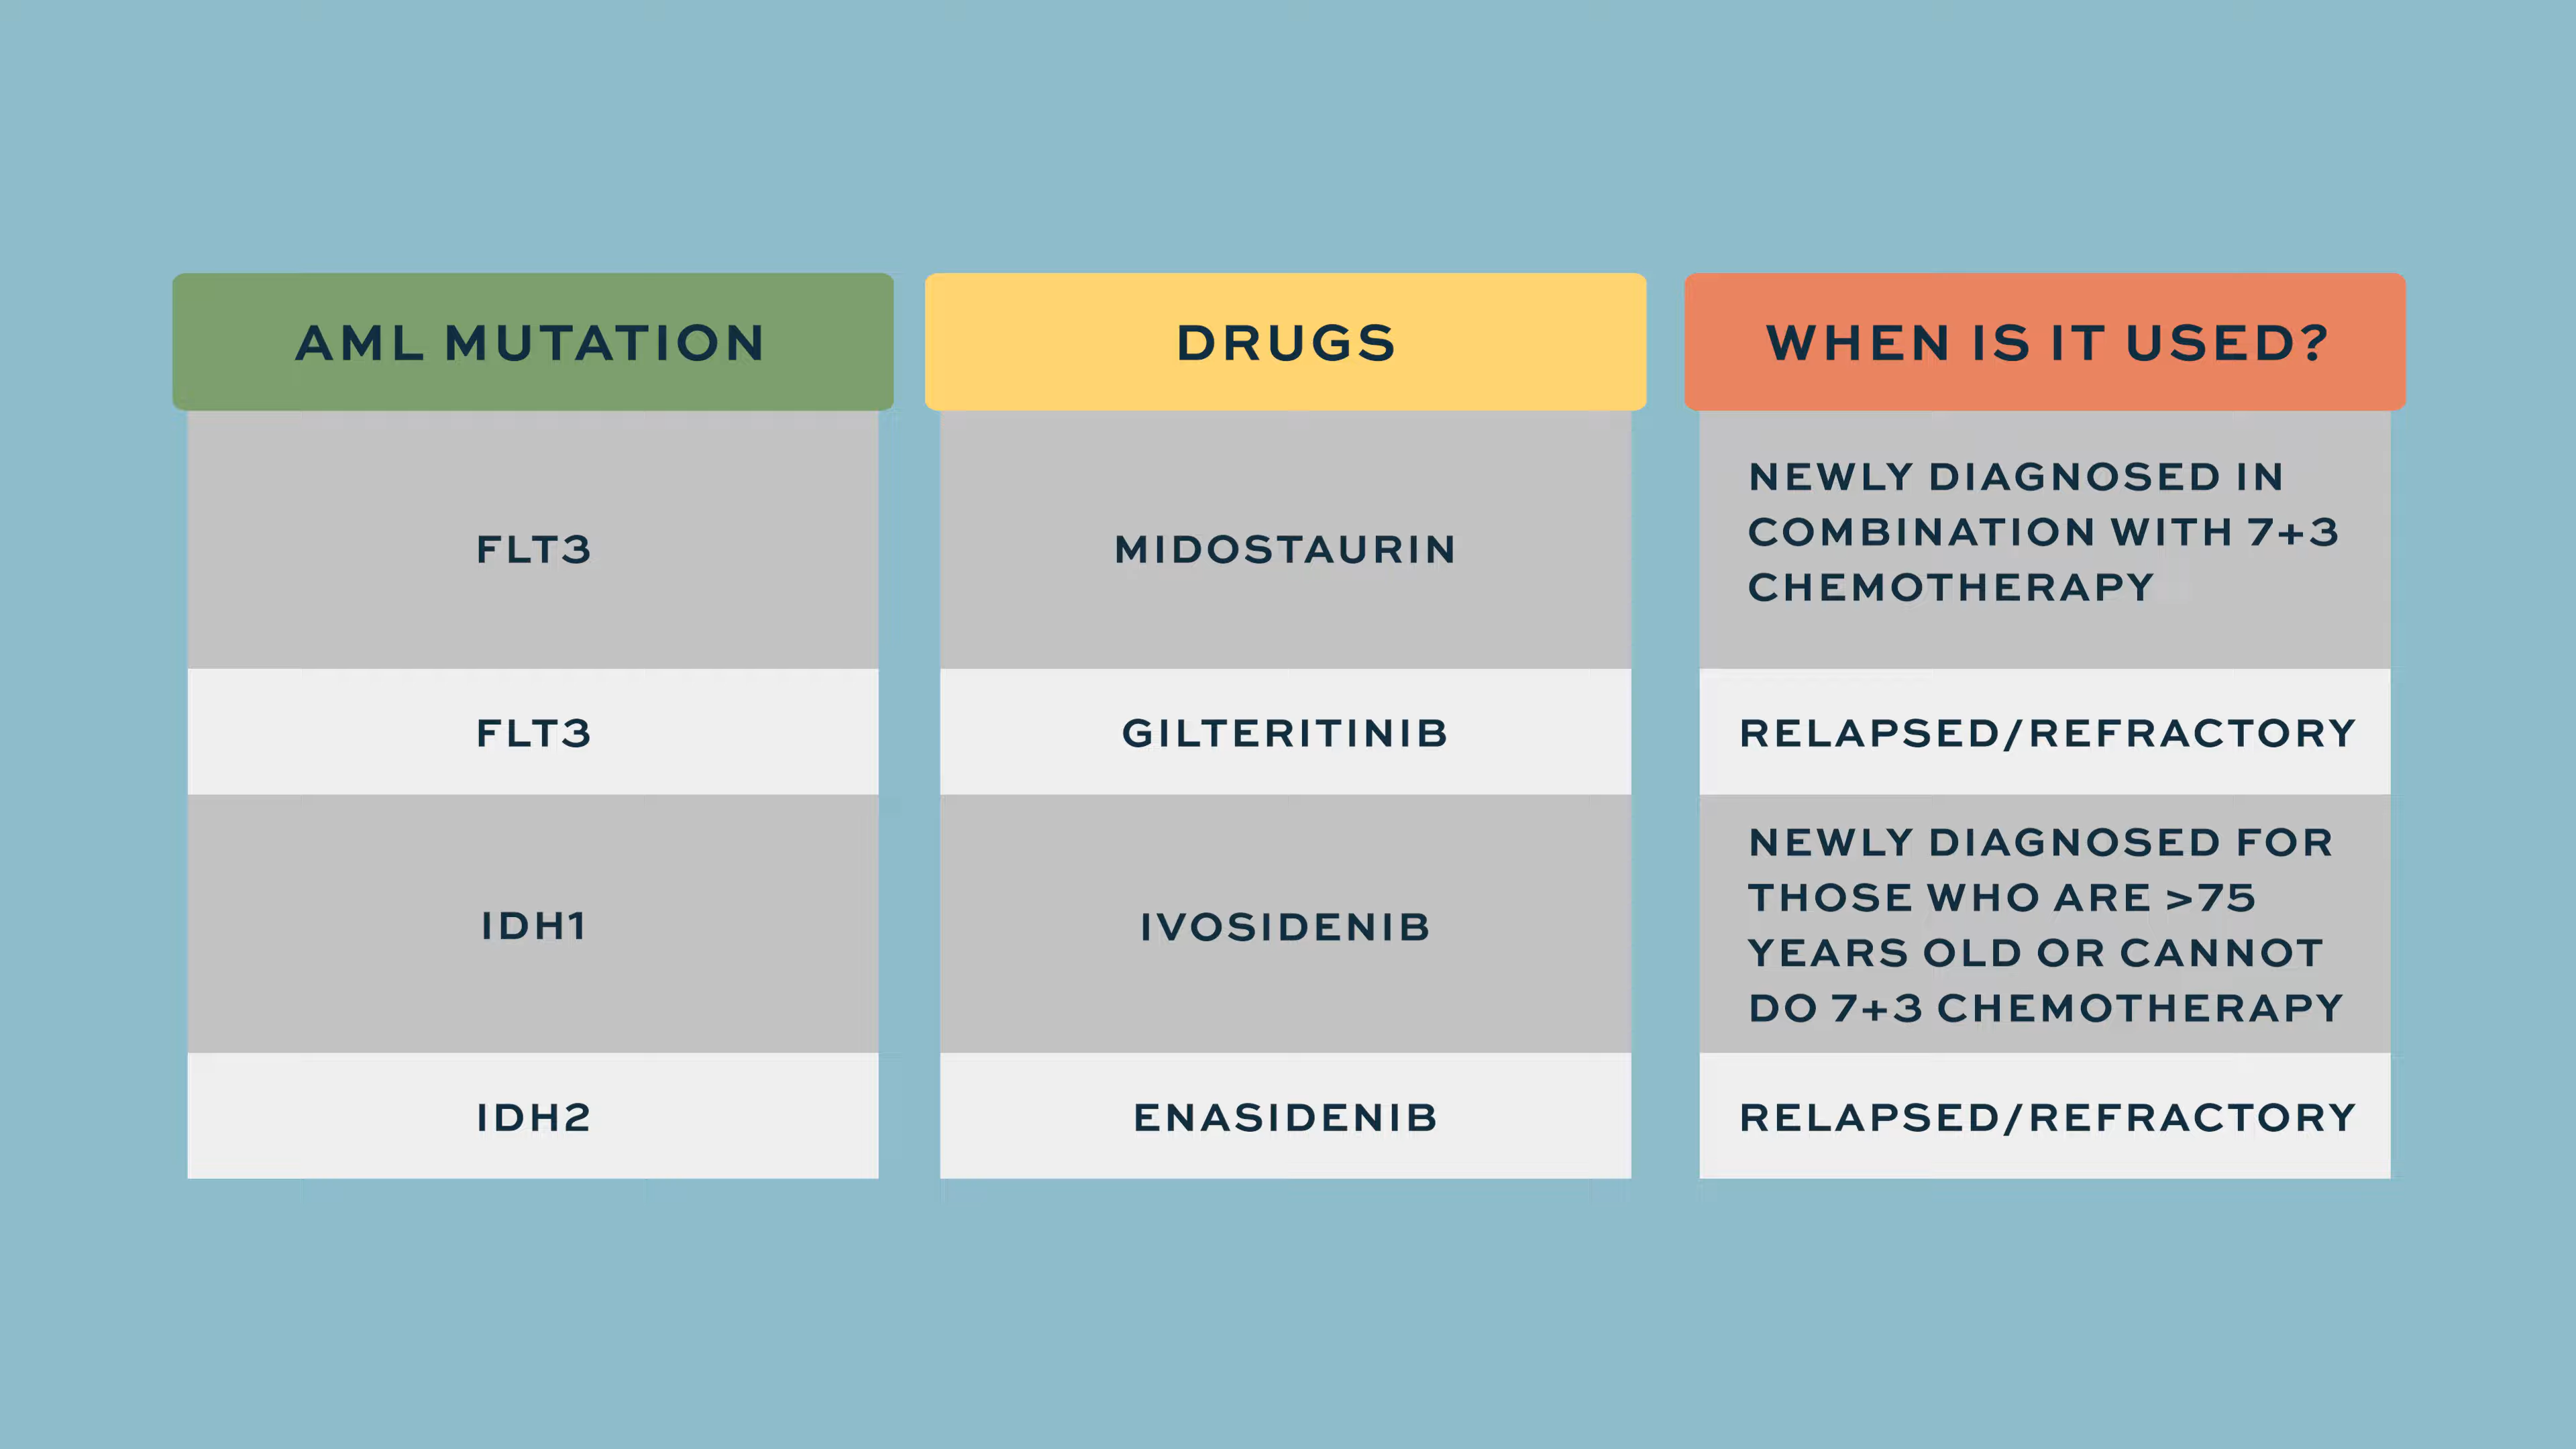 AML MUTATION
DRUGS
WHEN IS IT USED?
FLT3
MIDOSTAURIN
NEWLY DIAGNOSED IN
COMBINATION WITH 7+3
CHEMOTHERAPY
FLT3
GILTERITINIB
RELAPSED/REFRACTORY
IDH1
IVOSIDENIB
NEWLY DIAGNOSED FOR
THOSE WHO ARE >75
YEARS OLD OR CANNOT
DO 7+3 CHEMOTHERAPY
IDH2
ENASIDENIB
RELAPSED/REFRACTORY